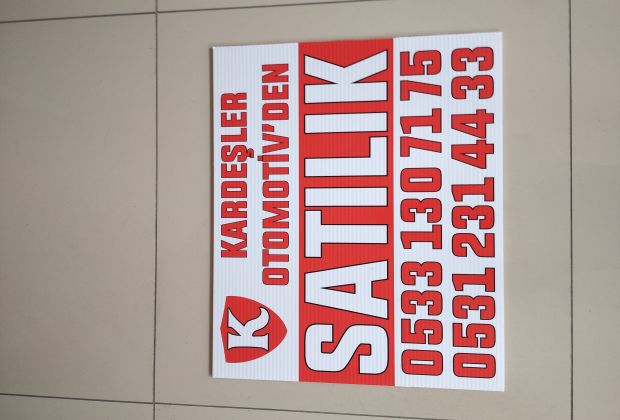 K
KARDEŞLER
OTOMOTİV'DEN
SATILIK
0533 130 71 75
0531 231 44 33